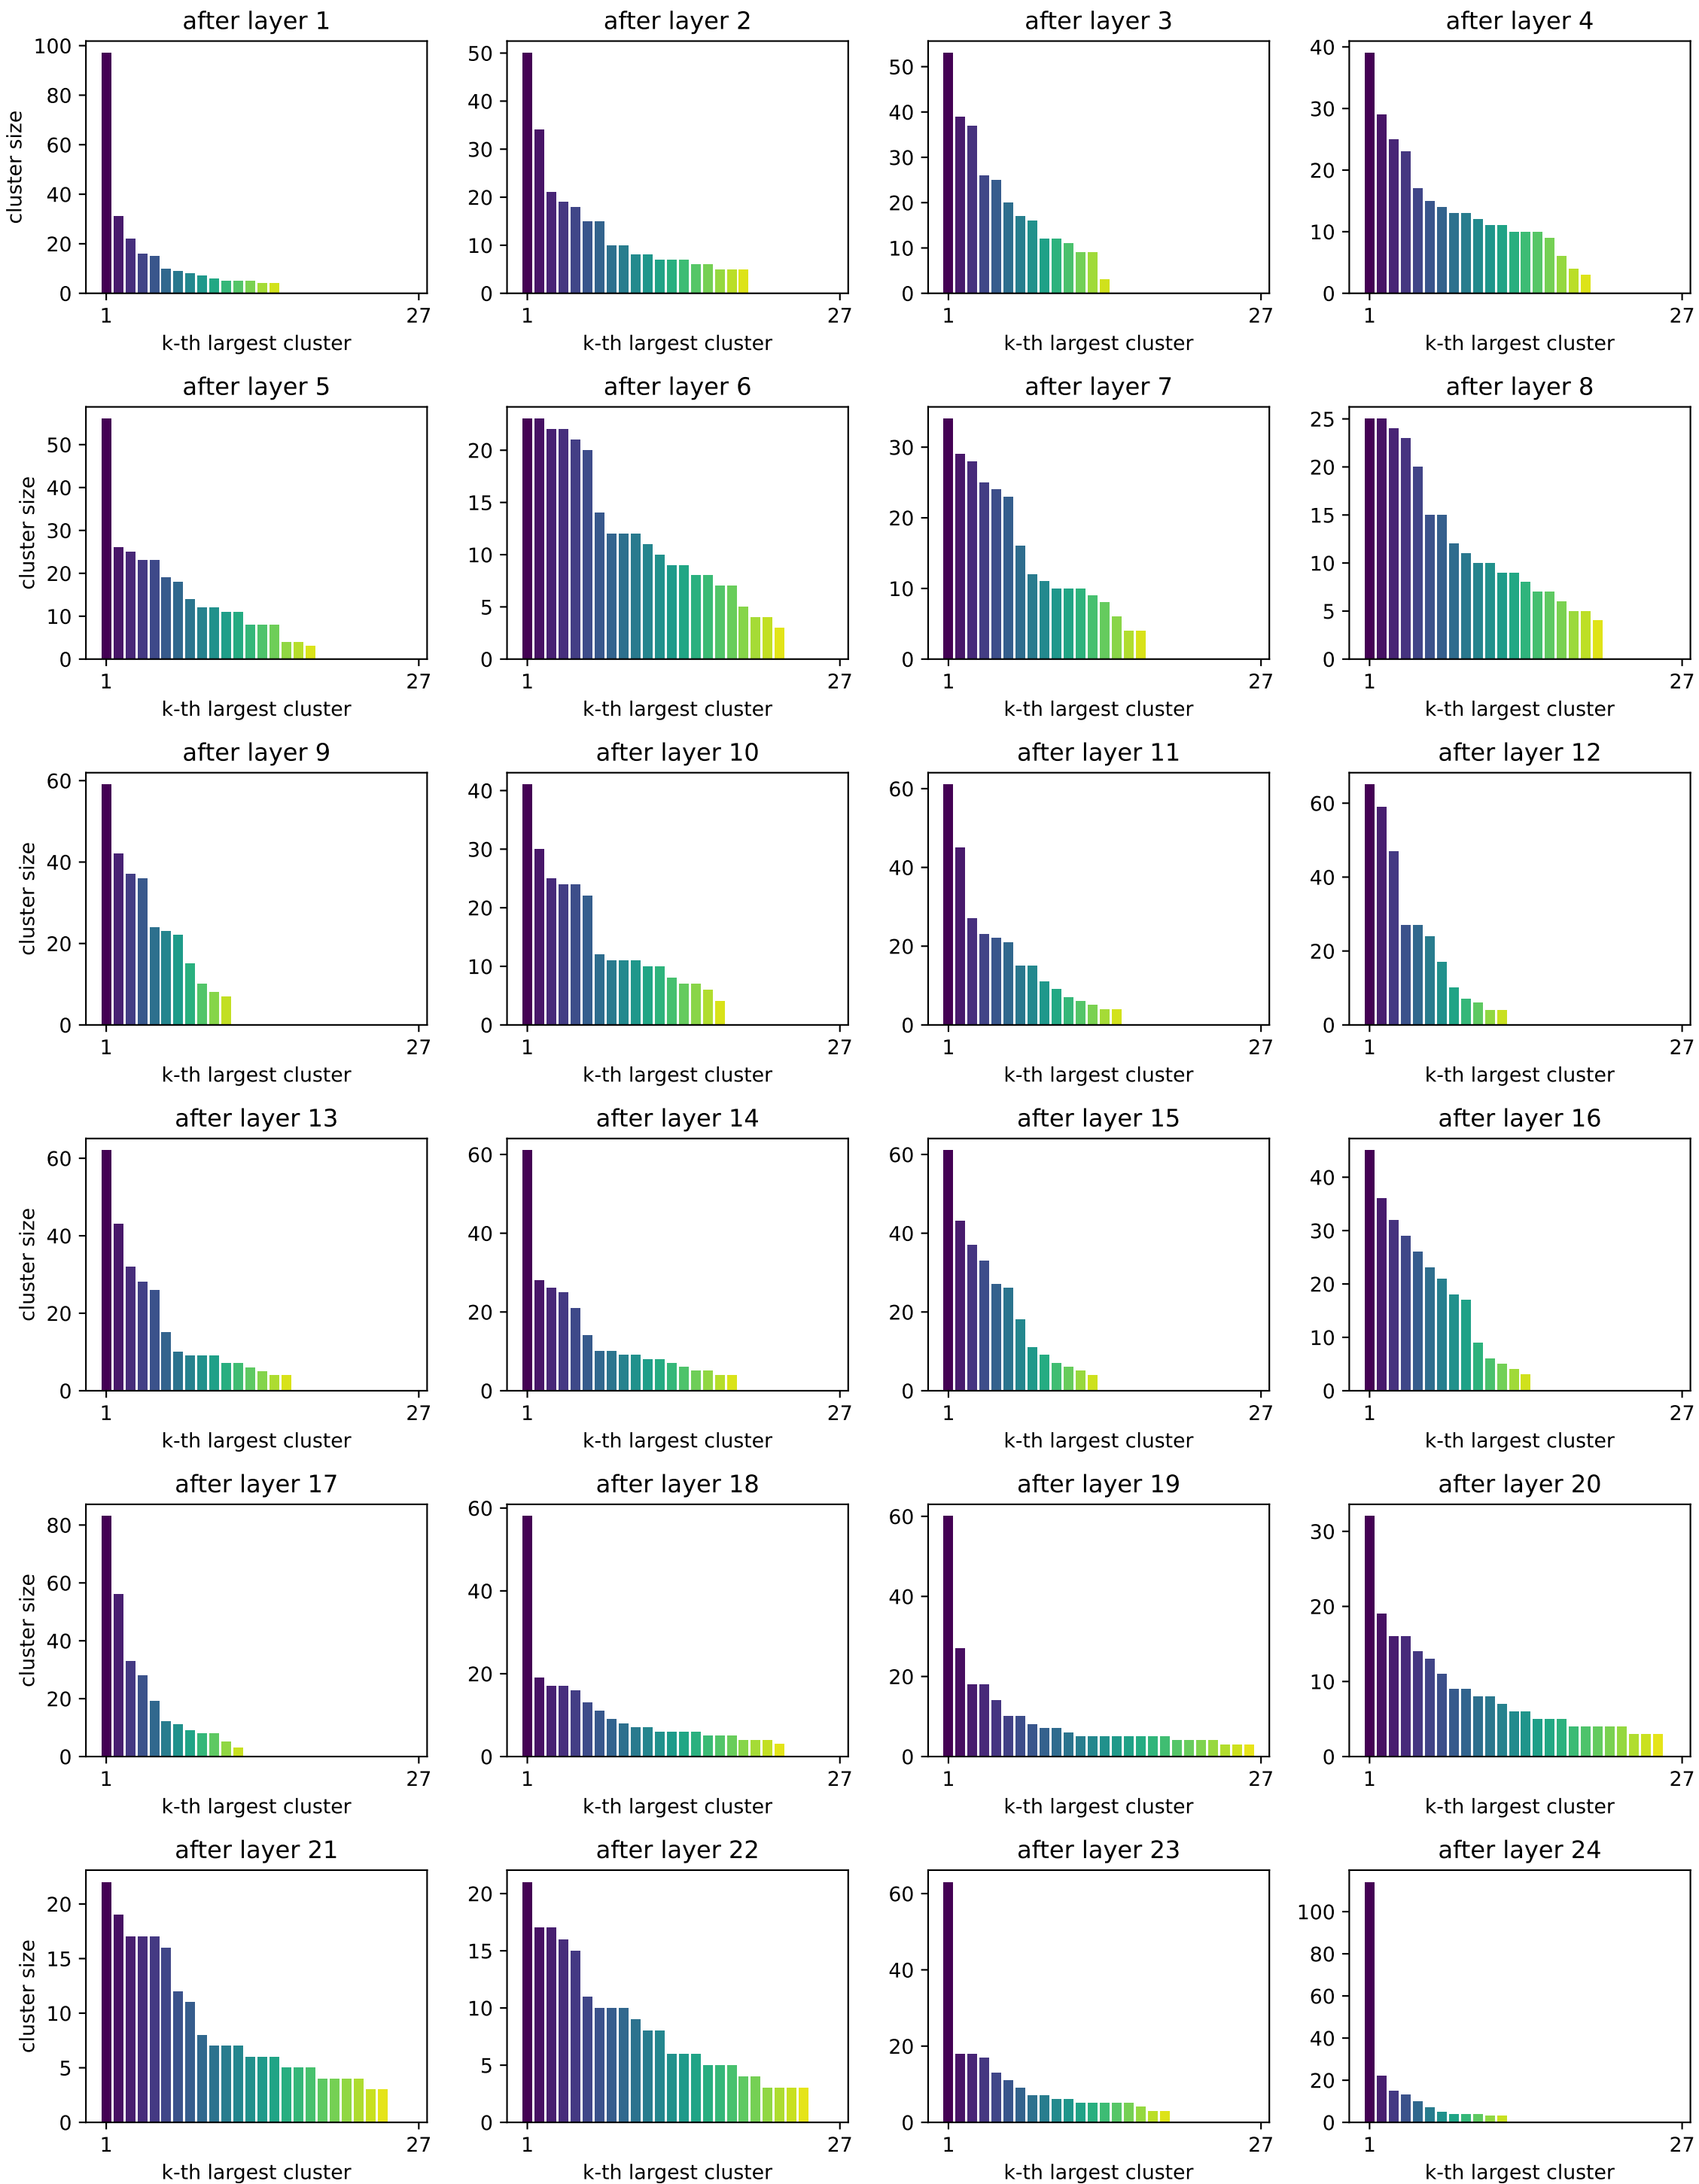 after layer 1
after layer 2
after layer 3
after layer 4
cluster size
100
80
60
40
20
0
50
40
30
20
10
0
50
40
30
20
10
0
40
30
20
10
0
1 27
1 27
1 27
1 27
k-th largest cluster
k-th largest cluster
k-th largest cluster
k-th largest cluster
after layer 5
after layer 6
after layer 7
after layer 8
cluster size
50
40
30
20
10
0
20
15
10
5
0
30
20
10
0
25
20
15
10
5
0
1 27
1 27
1 27
1 27
k-th largest cluster
k-th largest cluster
k-th largest cluster
k-th largest cluster
after layer 9
after layer 10
after layer 11
after layer 12
cluster size
60
40
20
0
40
30
20
10
0
60
40
20
0
60
40
20
0
1 27
1 27
1 27
1 27
k-th largest cluster
k-th largest cluster
k-th largest cluster
k-th largest cluster
after layer 13
after layer 14
after layer 15
after layer 16
cluster size
60
40
20
0
60
40
20
0
60
40
20
0
40
30
20
10
0
1 27
1 27
1 27
1 27
k-th largest cluster
k-th largest cluster
k-th largest cluster
k-th largest cluster
after layer 17
after layer 18
after layer 19
after layer 20
cluster size
80
60
40
20
0
60
40
20
0
60
40
20
0
30
20
10
0
1 27
1 27
1 27
1 27
k-th largest cluster
k-th largest cluster
k-th largest cluster
k-th largest cluster
after layer 21
after layer 22
after layer 23
after layer 24
cluster size
20
15
10
5
0
20
15
10
5
0
60
40
20
0
100
80
60
40
20
0
1 27
1 27
1 27
1 27
k-th largest cluster
k-th largest cluster
k-th largest cluster
k-th largest cluster